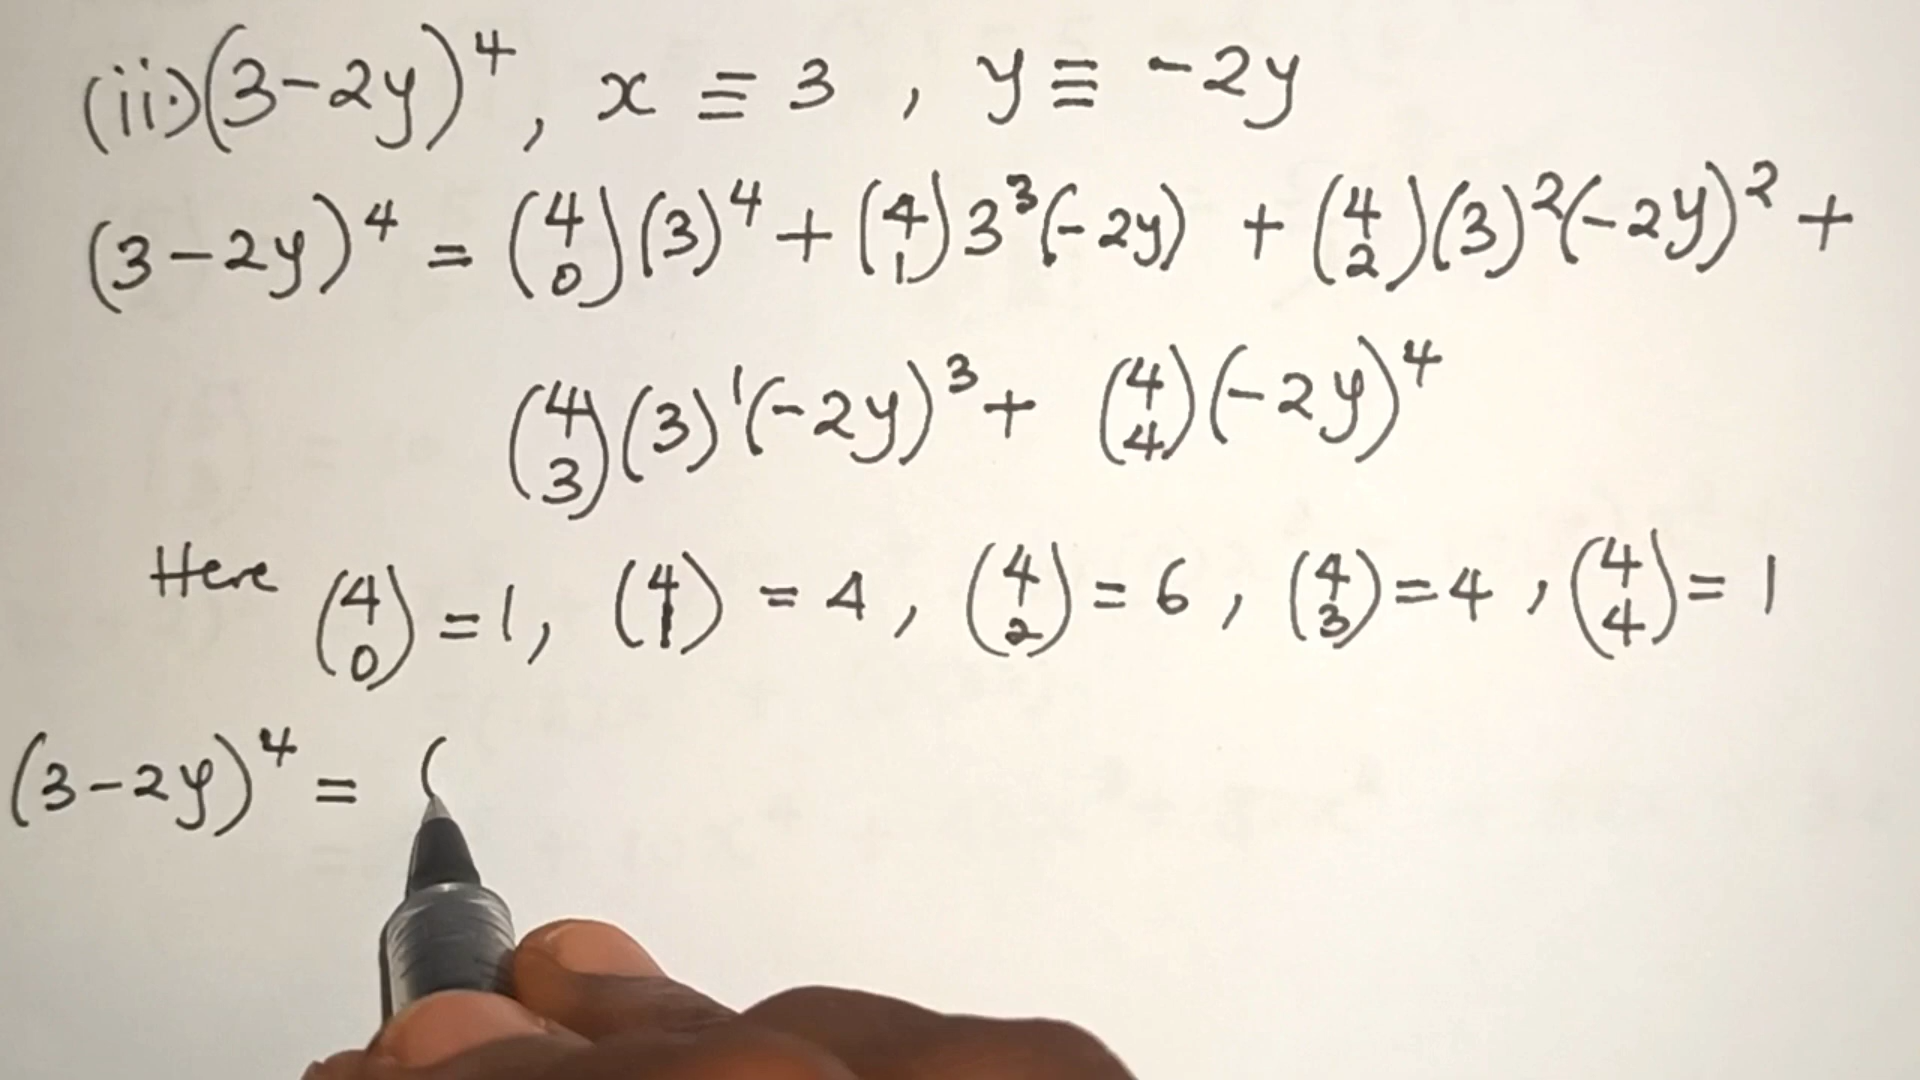 (ii.)(3-2y)⁴, x ≡ 3 , y ≡ -2y
(3-2y)⁴ = (4 0)(3)⁴ + (4 1)3³(-2y) + (4 2)(3)²(-2y)² +
(4 3)(3)¹(-2y)³ + (4 4)(-2y)⁴
Here (4 0) = 1, (4 1) = 4, (4 2) = 6, (4 3) = 4, (4 4) = 1
(3-2y)⁴ = (